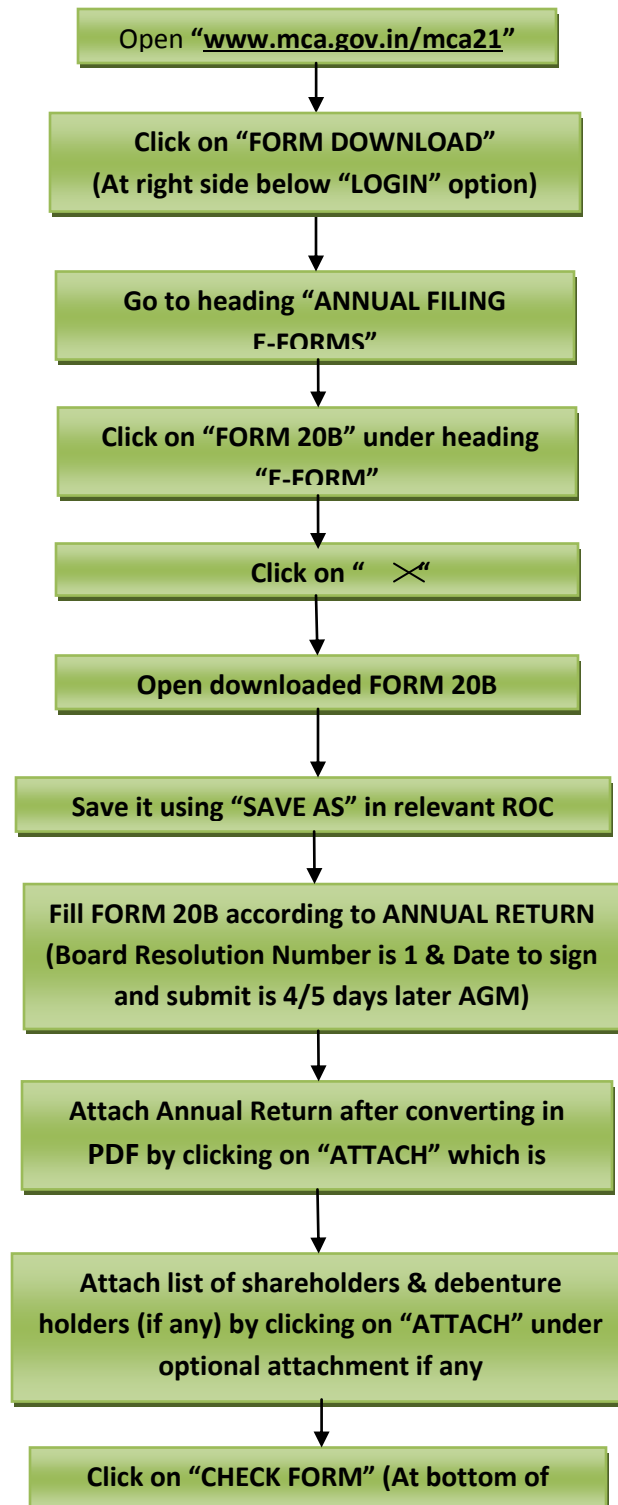 Open “www.mca.gov.in/mca21”
Click on “FORM DOWNLOAD”
(At right side below “LOGIN” option)
Go to heading “ANNUAL FILING
E-FORMS”
Click on “FORM 20B” under heading
“E-FORM”
Click on “ “
Open downloaded FORM 20B
Save it using “SAVE AS” in relevant ROC
Fill FORM 20B according to ANNUAL RETURN
(Board Resolution Number is 1 & Date to sign
and submit is 4/5 days later AGM)
Attach Annual Return after converting in
PDF by clicking on “ATTACH” which is
Attach list of shareholders & debenture
holders (if any) by clicking on “ATTACH” under
optional attachment if any
Click on “CHECK FORM” (At bottom of